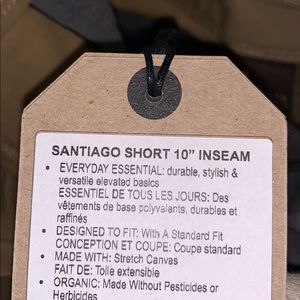 SANTIAGO SHORT 10” INSEAM
• EVERYDAY ESSENTIAL: durable, stylish &
versatile elevated basics
ESSENTIEL DE TOUS LES JOURS: Des
vêtements de base polyvalents, durables et
raffinés
• DESIGNED TO FIT: With A Standard Fit
CONCEPTION ET COUPE: Coupe standard
• MADE WITH: Stretch Canvas
FAIT DE: Toile extensible
• ORGANIC: Made Without Pesticides or
Herbicides